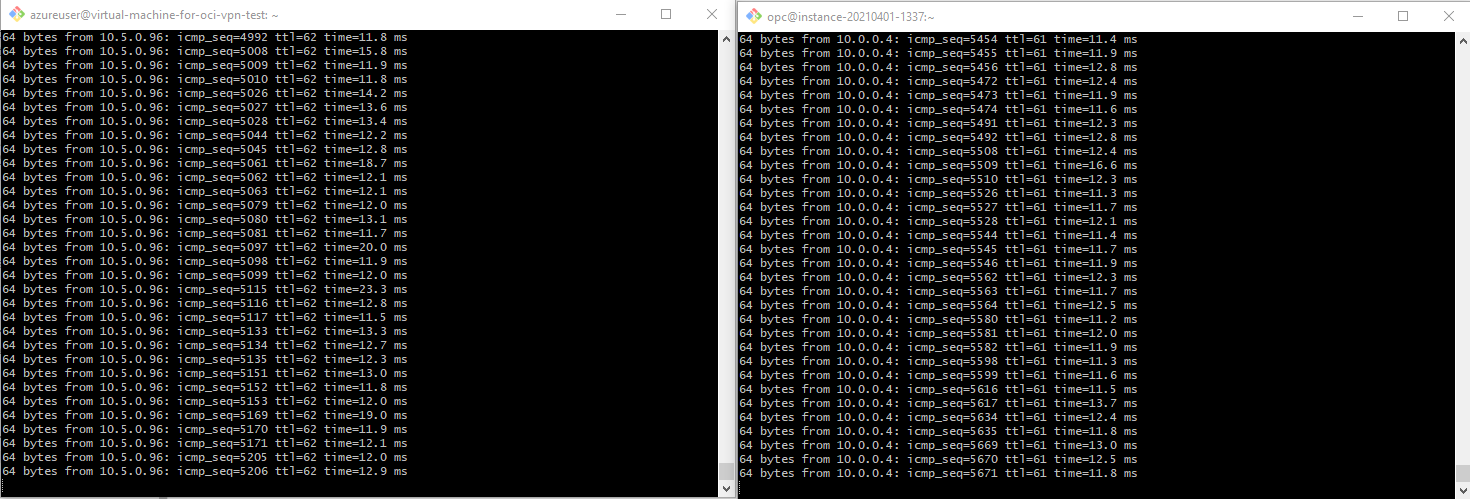 azureuser@virtual-machine-for-oci-vpn-test: ~
64 bytes from 10.5.0.96: icmp_seq=4992 ttl=62 time=11.8 ms
64 bytes from 10.5.0.96: icmp_seq=5008 ttl=62 time=15.8 ms
64 bytes from 10.5.0.96: icmp_seq=5009 ttl=62 time=11.9 ms
64 bytes from 10.5.0.96: icmp_seq=5010 ttl=62 time=11.8 ms
64 bytes from 10.5.0.96: icmp_seq=5026 ttl=62 time=14.2 ms
64 bytes from 10.5.0.96: icmp_seq=5027 ttl=62 time=13.6 ms
64 bytes from 10.5.0.96: icmp_seq=5028 ttl=62 time=13.4 ms
64 bytes from 10.5.0.96: icmp_seq=5044 ttl=62 time=12.2 ms
64 bytes from 10.5.0.96: icmp_seq=5045 ttl=62 time=12.8 ms
64 bytes from 10.5.0.96: icmp_seq=5061 ttl=62 time=18.7 ms
64 bytes from 10.5.0.96: icmp_seq=5062 ttl=62 time=12.1 ms
64 bytes from 10.5.0.96: icmp_seq=5063 ttl=62 time=12.1 ms
64 bytes from 10.5.0.96: icmp_seq=5079 ttl=62 time=12.0 ms
64 bytes from 10.5.0.96: icmp_seq=5080 ttl=62 time=13.1 ms
64 bytes from 10.5.0.96: icmp_seq=5081 ttl=62 time=11.7 ms
64 bytes from 10.5.0.96: icmp_seq=5097 ttl=62 time=20.0 ms
64 bytes from 10.5.0.96: icmp_seq=5098 ttl=62 time=11.9 ms
64 bytes from 10.5.0.96: icmp_seq=5099 ttl=62 time=12.0 ms
64 bytes from 10.5.0.96: icmp_seq=5115 ttl=62 time=23.3 ms
64 bytes from 10.5.0.96: icmp_seq=5116 ttl=62 time=12.8 ms
64 bytes from 10.5.0.96: icmp_seq=5117 ttl=62 time=11.5 ms
64 bytes from 10.5.0.96: icmp_seq=5133 ttl=62 time=13.3 ms
64 bytes from 10.5.0.96: icmp_seq=5134 ttl=62 time=12.7 ms
64 bytes from 10.5.0.96: icmp_seq=5135 ttl=62 time=12.3 ms
64 bytes from 10.5.0.96: icmp_seq=5151 ttl=62 time=13.0 ms
64 bytes from 10.5.0.96: icmp_seq=5152 ttl=62 time=11.8 ms
64 bytes from 10.5.0.96: icmp_seq=5153 ttl=62 time=12.0 ms
64 bytes from 10.5.0.96: icmp_seq=5169 ttl=62 time=19.0 ms
64 bytes from 10.5.0.96: icmp_seq=5170 ttl=62 time=11.9 ms
64 bytes from 10.5.0.96: icmp_seq=5171 ttl=62 time=12.1 ms
64 bytes from 10.5.0.96: icmp_seq=5205 ttl=62 time=12.0 ms
64 bytes from 10.5.0.96: icmp_seq=5206 ttl=62 time=12.9 ms
opc@instance-20210401-1337:~
64 bytes from 10.0.0.4: icmp_seq=5454 ttl=61 time=11.4 ms
64 bytes from 10.0.0.4: icmp_seq=5455 ttl=61 time=11.9 ms
64 bytes from 10.0.0.4: icmp_seq=5456 ttl=61 time=12.8 ms
64 bytes from 10.0.0.4: icmp_seq=5472 ttl=61 time=12.4 ms
64 bytes from 10.0.0.4: icmp_seq=5473 ttl=61 time=11.9 ms
64 bytes from 10.0.0.4: icmp_seq=5474 ttl=61 time=11.6 ms
64 bytes from 10.0.0.4: icmp_seq=5491 ttl=61 time=12.3 ms
64 bytes from 10.0.0.4: icmp_seq=5492 ttl=61 time=12.8 ms
64 bytes from 10.0.0.4: icmp_seq=5508 ttl=61 time=12.4 ms
64 bytes from 10.0.0.4: icmp_seq=5509 ttl=61 time=16.6 ms
64 bytes from 10.0.0.4: icmp_seq=5510 ttl=61 time=12.3 ms
64 bytes from 10.0.0.4: icmp_seq=5526 ttl=61 time=11.3 ms
64 bytes from 10.0.0.4: icmp_seq=5527 ttl=61 time=11.7 ms
64 bytes from 10.0.0.4: icmp_seq=5528 ttl=61 time=12.1 ms
64 bytes from 10.0.0.4: icmp_seq=5544 ttl=61 time=11.4 ms
64 bytes from 10.0.0.4: icmp_seq=5545 ttl=61 time=11.7 ms
64 bytes from 10.0.0.4: icmp_seq=5546 ttl=61 time=11.9 ms
64 bytes from 10.0.0.4: icmp_seq=5562 ttl=61 time=12.3 ms
64 bytes from 10.0.0.4: icmp_seq=5563 ttl=61 time=11.7 ms
64 bytes from 10.0.0.4: icmp_seq=5564 ttl=61 time=12.5 ms
64 bytes from 10.0.0.4: icmp_seq=5580 ttl=61 time=11.2 ms
64 bytes from 10.0.0.4: icmp_seq=5581 ttl=61 time=12.0 ms
64 bytes from 10.0.0.4: icmp_seq=5582 ttl=61 time=11.9 ms
64 bytes from 10.0.0.4: icmp_seq=5598 ttl=61 time=11.3 ms
64 bytes from 10.0.0.4: icmp_seq=5599 ttl=61 time=11.6 ms
64 bytes from 10.0.0.4: icmp_seq=5616 ttl=61 time=11.5 ms
64 bytes from 10.0.0.4: icmp_seq=5617 ttl=61 time=13.7 ms
64 bytes from 10.0.0.4: icmp_seq=5634 ttl=61 time=12.4 ms
64 bytes from 10.0.0.4: icmp_seq=5635 ttl=61 time=11.8 ms
64 bytes from 10.0.0.4: icmp_seq=5669 ttl=61 time=13.0 ms
64 bytes from 10.0.0.4: icmp_seq=5670 ttl=61 time=12.5 ms
64 bytes from 10.0.0.4: icmp_seq=5671 ttl=61 time=11.8 ms